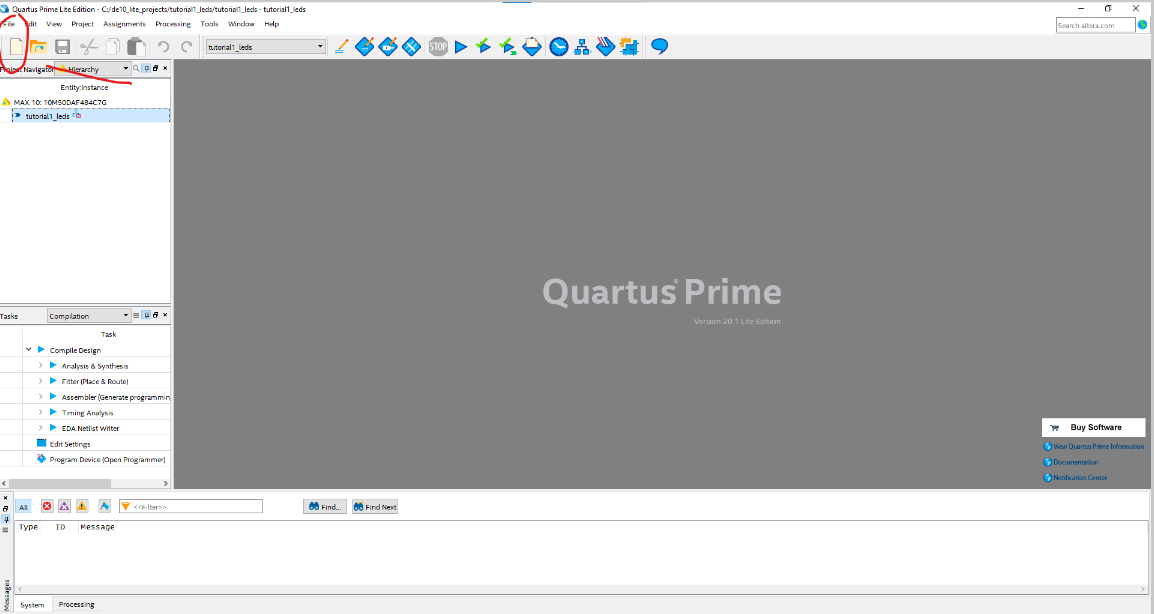 Quartus Prime Lite Edition - C:/de10_lite_projects/tutorial1_leds/tutorial1_leds - tutorial1_leds
File Edit View Project Assignments Processing Tools Window Help
Search altera.com
tutorial1_leds
STOP
Project Navigator Hierarchy
Entity:Instance
MAX 10: 10M50DAF484C7G
tutorial1_leds
Quartus® Prime
Version 20.1 Lite Edition
Tasks Compilation
Task
Compile Design
Analysis & Synthesis
Fitter (Place & Route)
Assembler (Generate programmin
Timing Analysis
EDA Netlist Writer
Edit Settings
Program Device (Open Programmer)
Buy Software
View Quartus Prime Information
Documentation
Notification Center
All <<Filter>> Find... Find Next
Type ID Message
Messages
System Processing